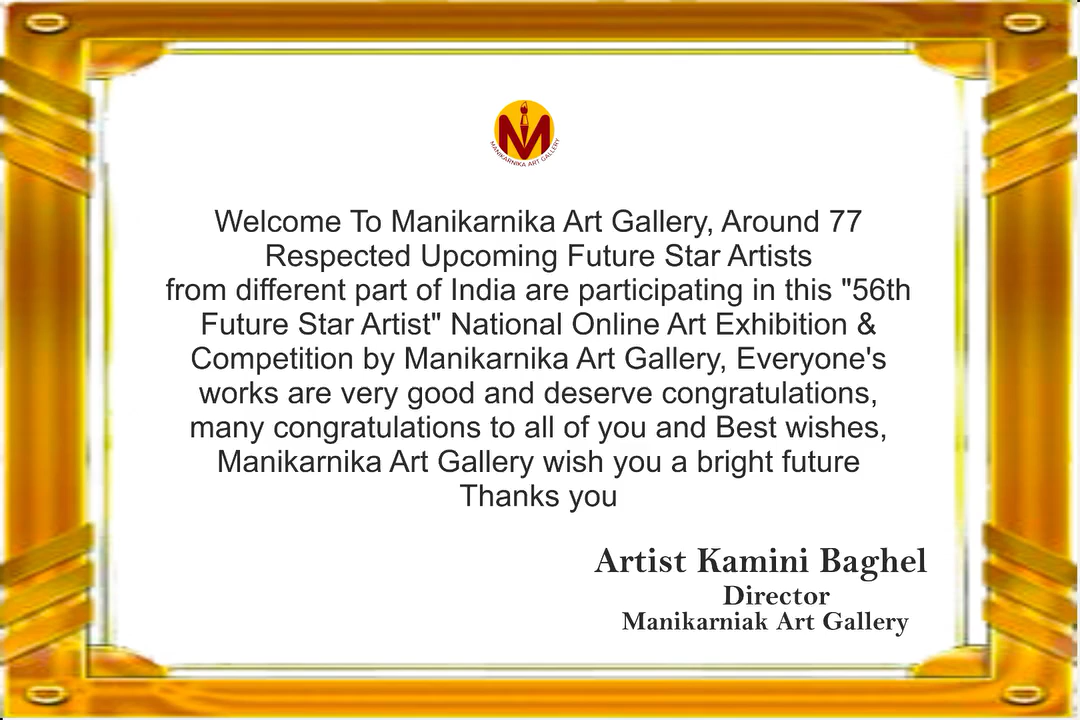 M
MANIKARNIKA ART GALLERY
Welcome To Manikarnika Art Gallery, Around 77
Respected Upcoming Future Star Artists
from different part of India are participating in this "56th
Future Star Artist" National Online Art Exhibition &
Competition by Manikarnika Art Gallery, Everyone's
works are very good and deserve congratulations,
many congratulations to all of you and Best wishes,
Manikarnika Art Gallery wish you a bright future
Thanks you
Artist Kamini Baghel
Director
Manikarniak Art Gallery